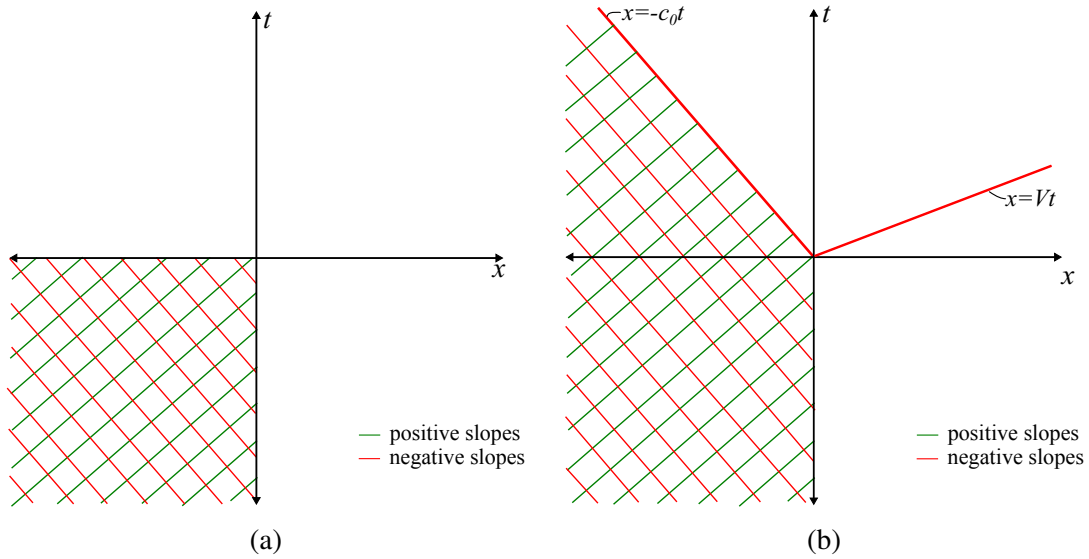 t
x
positive slopes
negative slopes
(a)
x=-c₀t
t
x=Vt
x
positive slopes
negative slopes
(b)